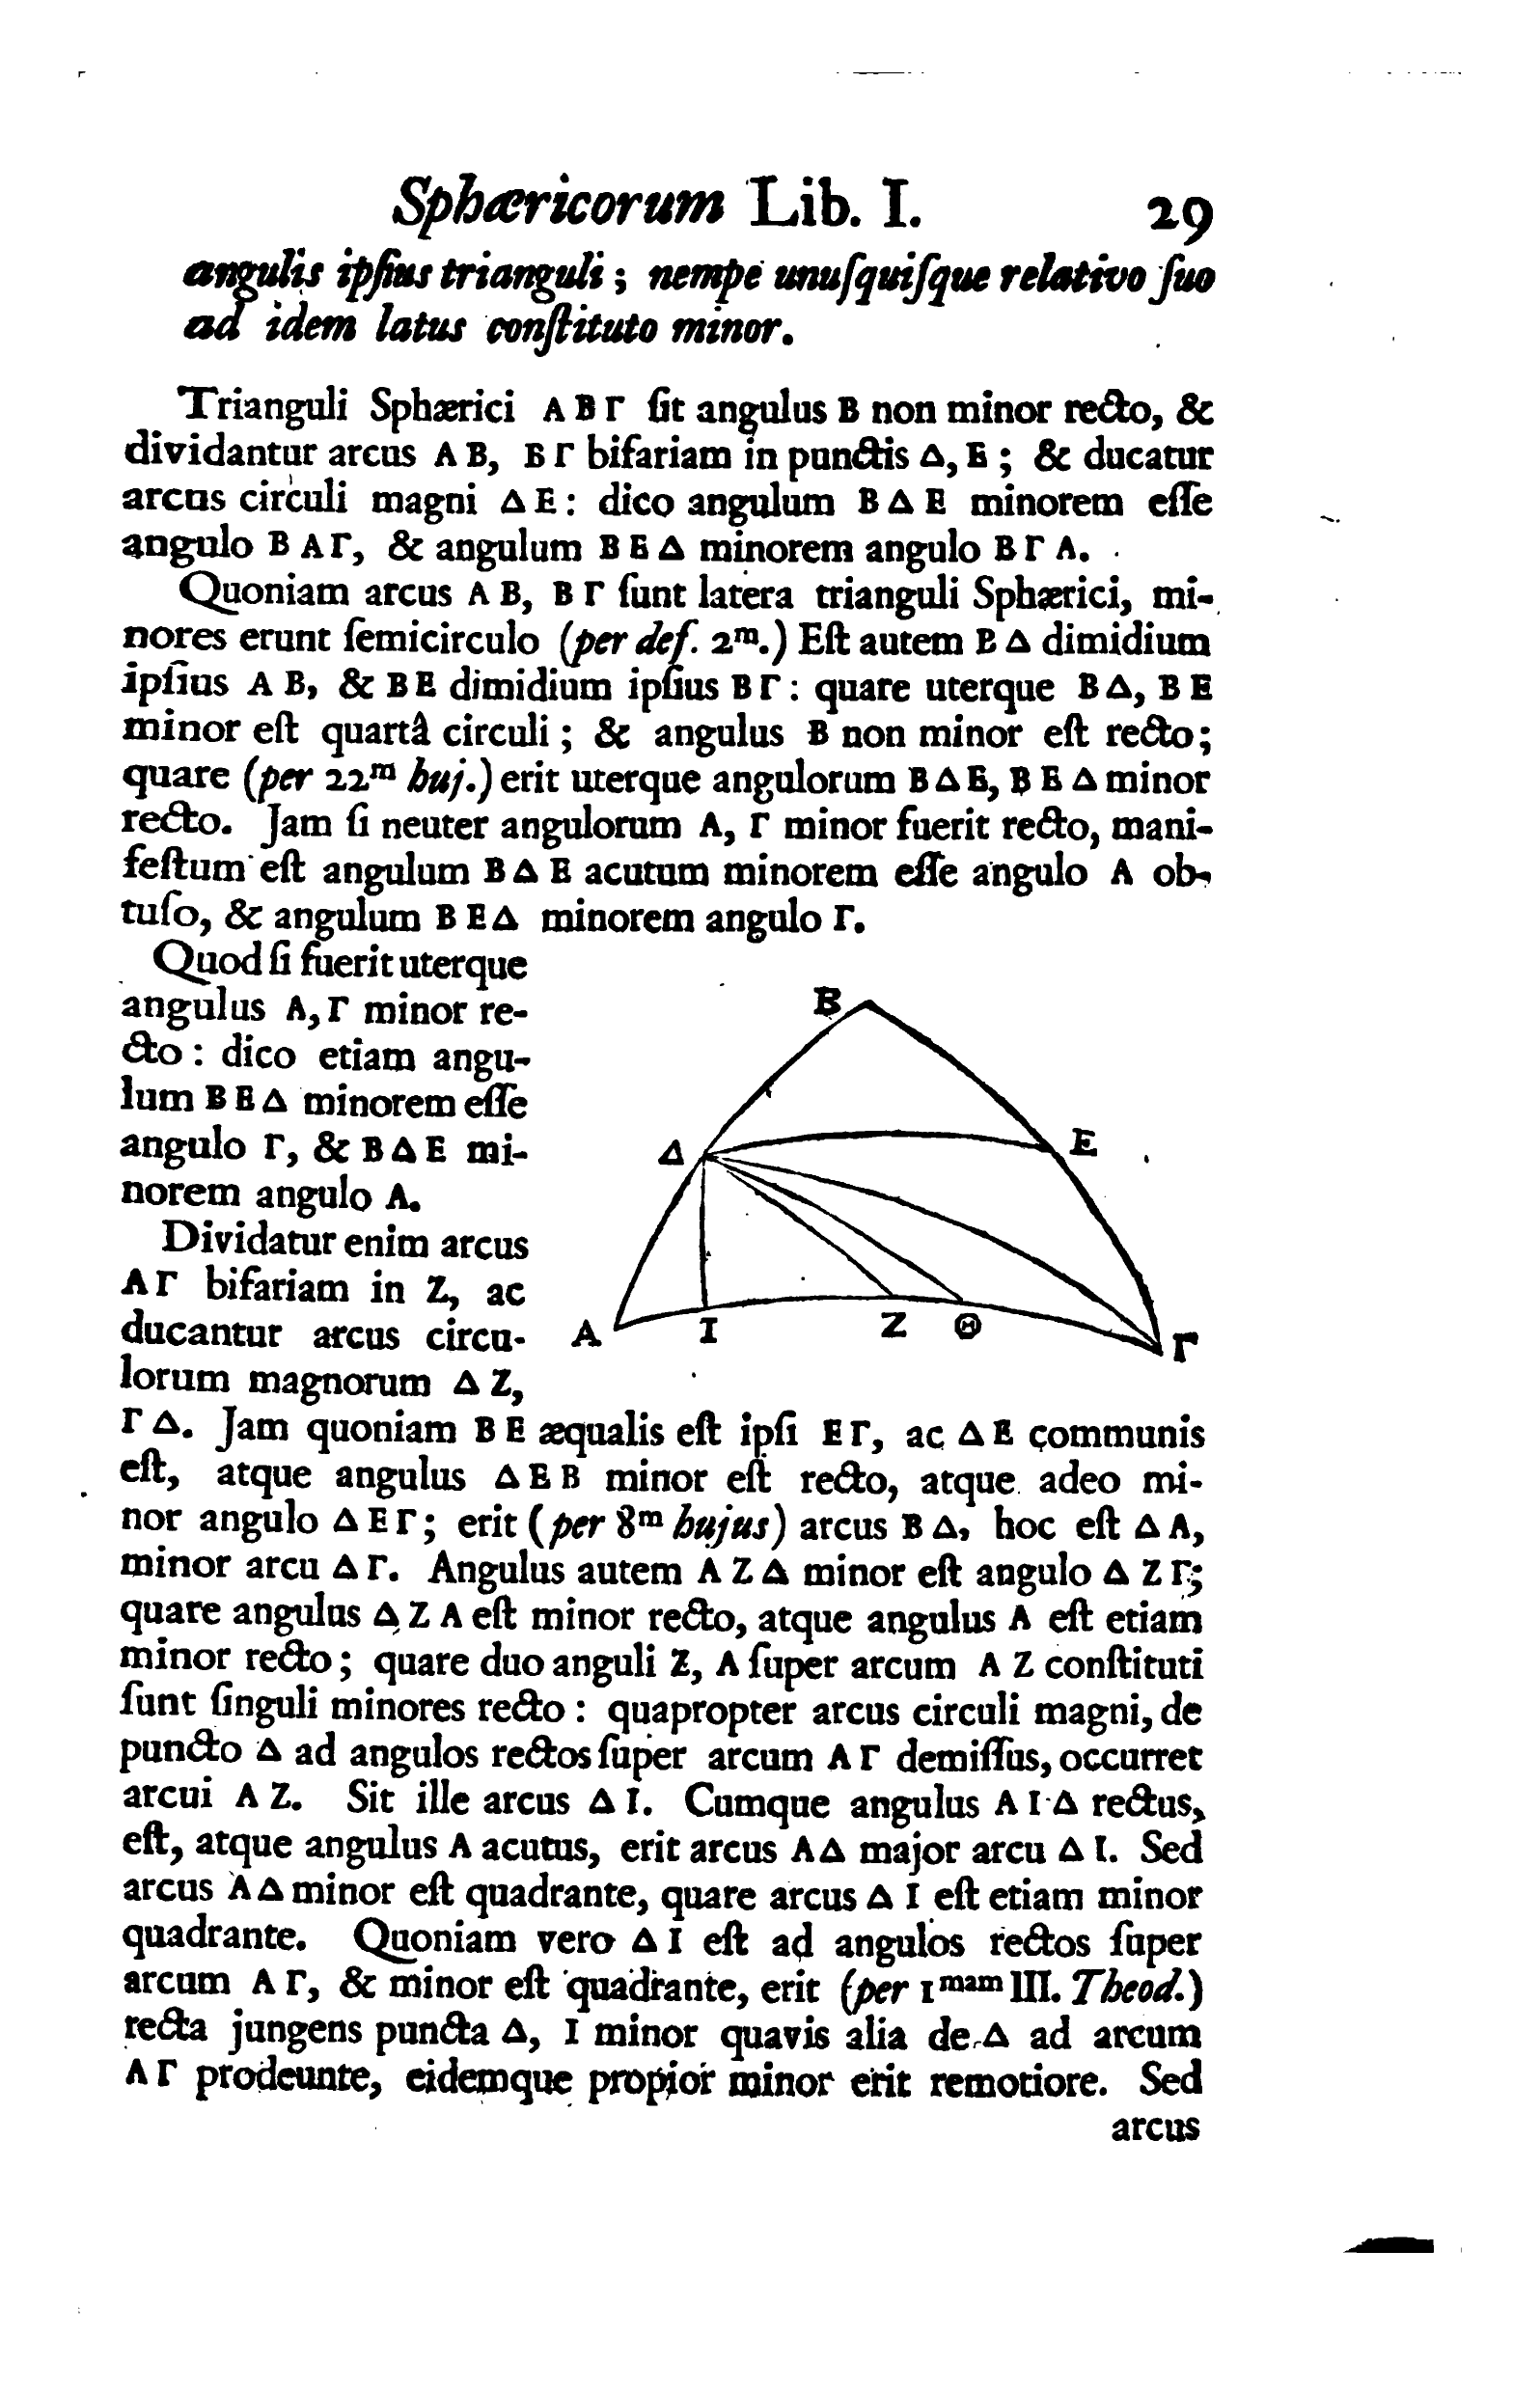 Sphæricorum Lib. I. 29
angulis ipſius trianguli; nempe unuſquiſque relativo ſuo
ad idem latus conſtituto minor.
Trianguli Sphærici Α Β Γ ſit angulus Β non minor recto, &
dividantur arcus Α Β, Β Γ bifariam in punctis Δ, Ε; & ducatur
arcus circuli magni Δ Ε: dico angulum Β Δ Ε minorem eſſe
angulo Β Α Γ, & angulum Β Ε Δ minorem angulo Β Γ Α.
Quoniam arcus Α Β, Β Γ ſunt latera trianguli Sphærici, mi-
nores erunt ſemicirculo (per def. 2ᵐ.) Eſt autem Β Δ dimidium
ipſius Α Β, & Β Ε dimidium ipſius Β Γ: quare uterque Β Δ, Β Ε
minor eſt quartâ circuli; & angulus Β non minor eſt recto;
quare (per 22ᵐ huj.) erit uterque angulorum Β Δ Ε, Β Ε Δ minor
recto. Jam ſi neuter angulorum Α, Γ minor fuerit recto, mani-
feſtum eſt angulum Β Δ Ε acutum minorem eſſe angulo Α ob-
tuſo, & angulum Β Ε Δ minorem angulo Γ.
Quod ſi fuerit uterque
angulus Α, Γ minor re-
cto: dico etiam angu-
lum Β Ε Δ minorem eſſe
angulo Γ, & Β Δ Ε mi-
norem angulo Α.
Dividatur enim arcus
Α Γ bifariam in Ζ, ac
ducantur arcus circu-
lorum magnorum Δ Ζ,
Β
Δ
Ε
Α
Ι
Ζ
Θ
Γ
Γ Δ. Jam quoniam Β Ε æqualis eſt ipſi Ε Γ, ac Δ Ε communis
eſt, atque angulus Δ Ε Β minor eſt recto, atque adeo mi-
nor angulo Δ Ε Γ; erit (per 8ᵐ hujus) arcus Β Δ, hoc eſt Δ Α,
minor arcu Δ Γ. Angulus autem Α Ζ Δ minor eſt angulo Δ Ζ Γ;
quare angulus Δ Ζ Α eſt minor recto, atque angulus Α eſt etiam
minor recto; quare duo anguli Ζ, Α ſuper arcum Α Ζ conſtituti
ſunt ſinguli minores recto: quapropter arcus circuli magni, de
puncto Δ ad angulos rectos ſuper arcum Α Γ demiſſus, occurret
arcui Α Ζ. Sit ille arcus Δ Ι. Cumque angulus Α Ι Δ rectus,
eſt, atque angulus Α acutus, erit arcus Α Δ major arcu Δ Ι. Sed
arcus Α Δ minor eſt quadrante, quare arcus Δ Ι eſt etiam minor
quadrante. Quoniam vero Δ Ι eſt ad angulos rectos ſuper
arcum Α Γ, & minor eſt quadrante, erit (per 1ᵐᵃᵐ III. Theod.)
recta jungens puncta Δ, Ι minor quavis alia de Δ ad arcum
Α Γ prodeunte, eidemque propior minor erit remotiore. Sed
arcus